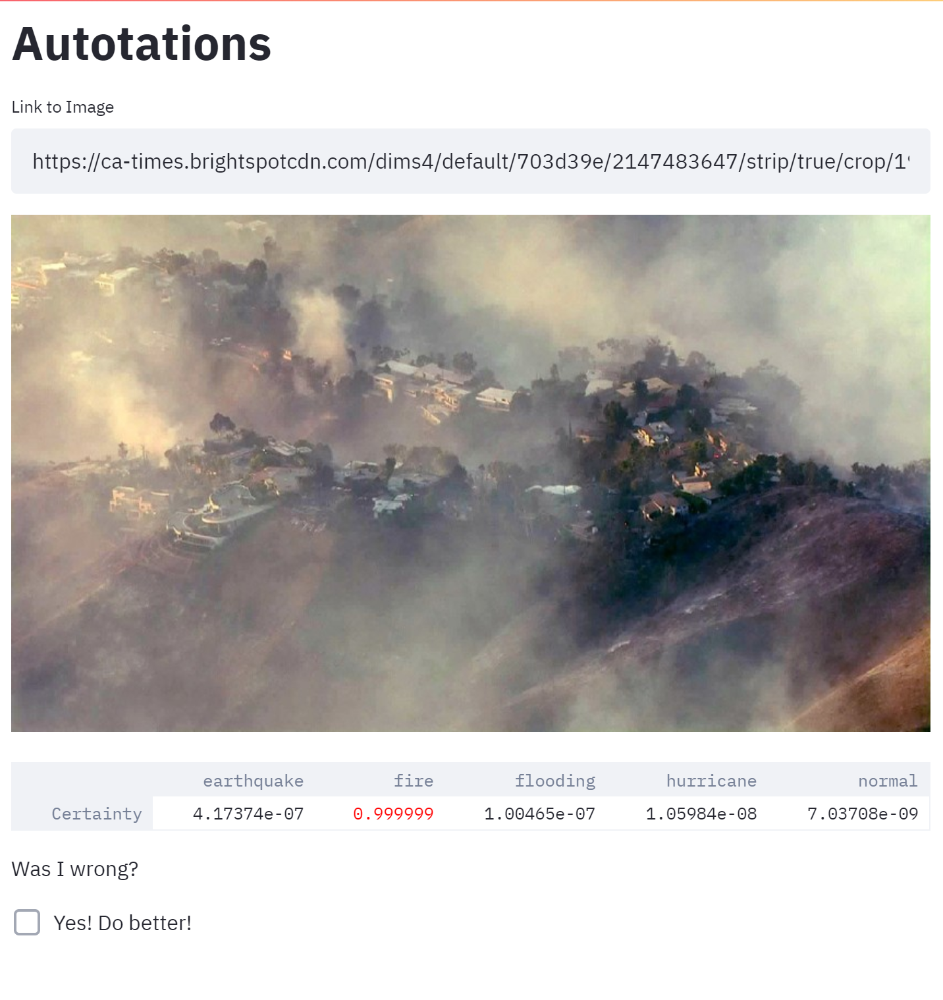 Autotations
Link to Image
https://ca-times.brightspotcdn.com/dims4/default/703d39e/2147483647/strip/true/crop/1
earthquake fire flooding hurricane normal
Certainty 4.17374e-07 0.999999 1.00465e-07 1.05984e-08 7.03708e-09
Was I wrong?
Yes! Do better!